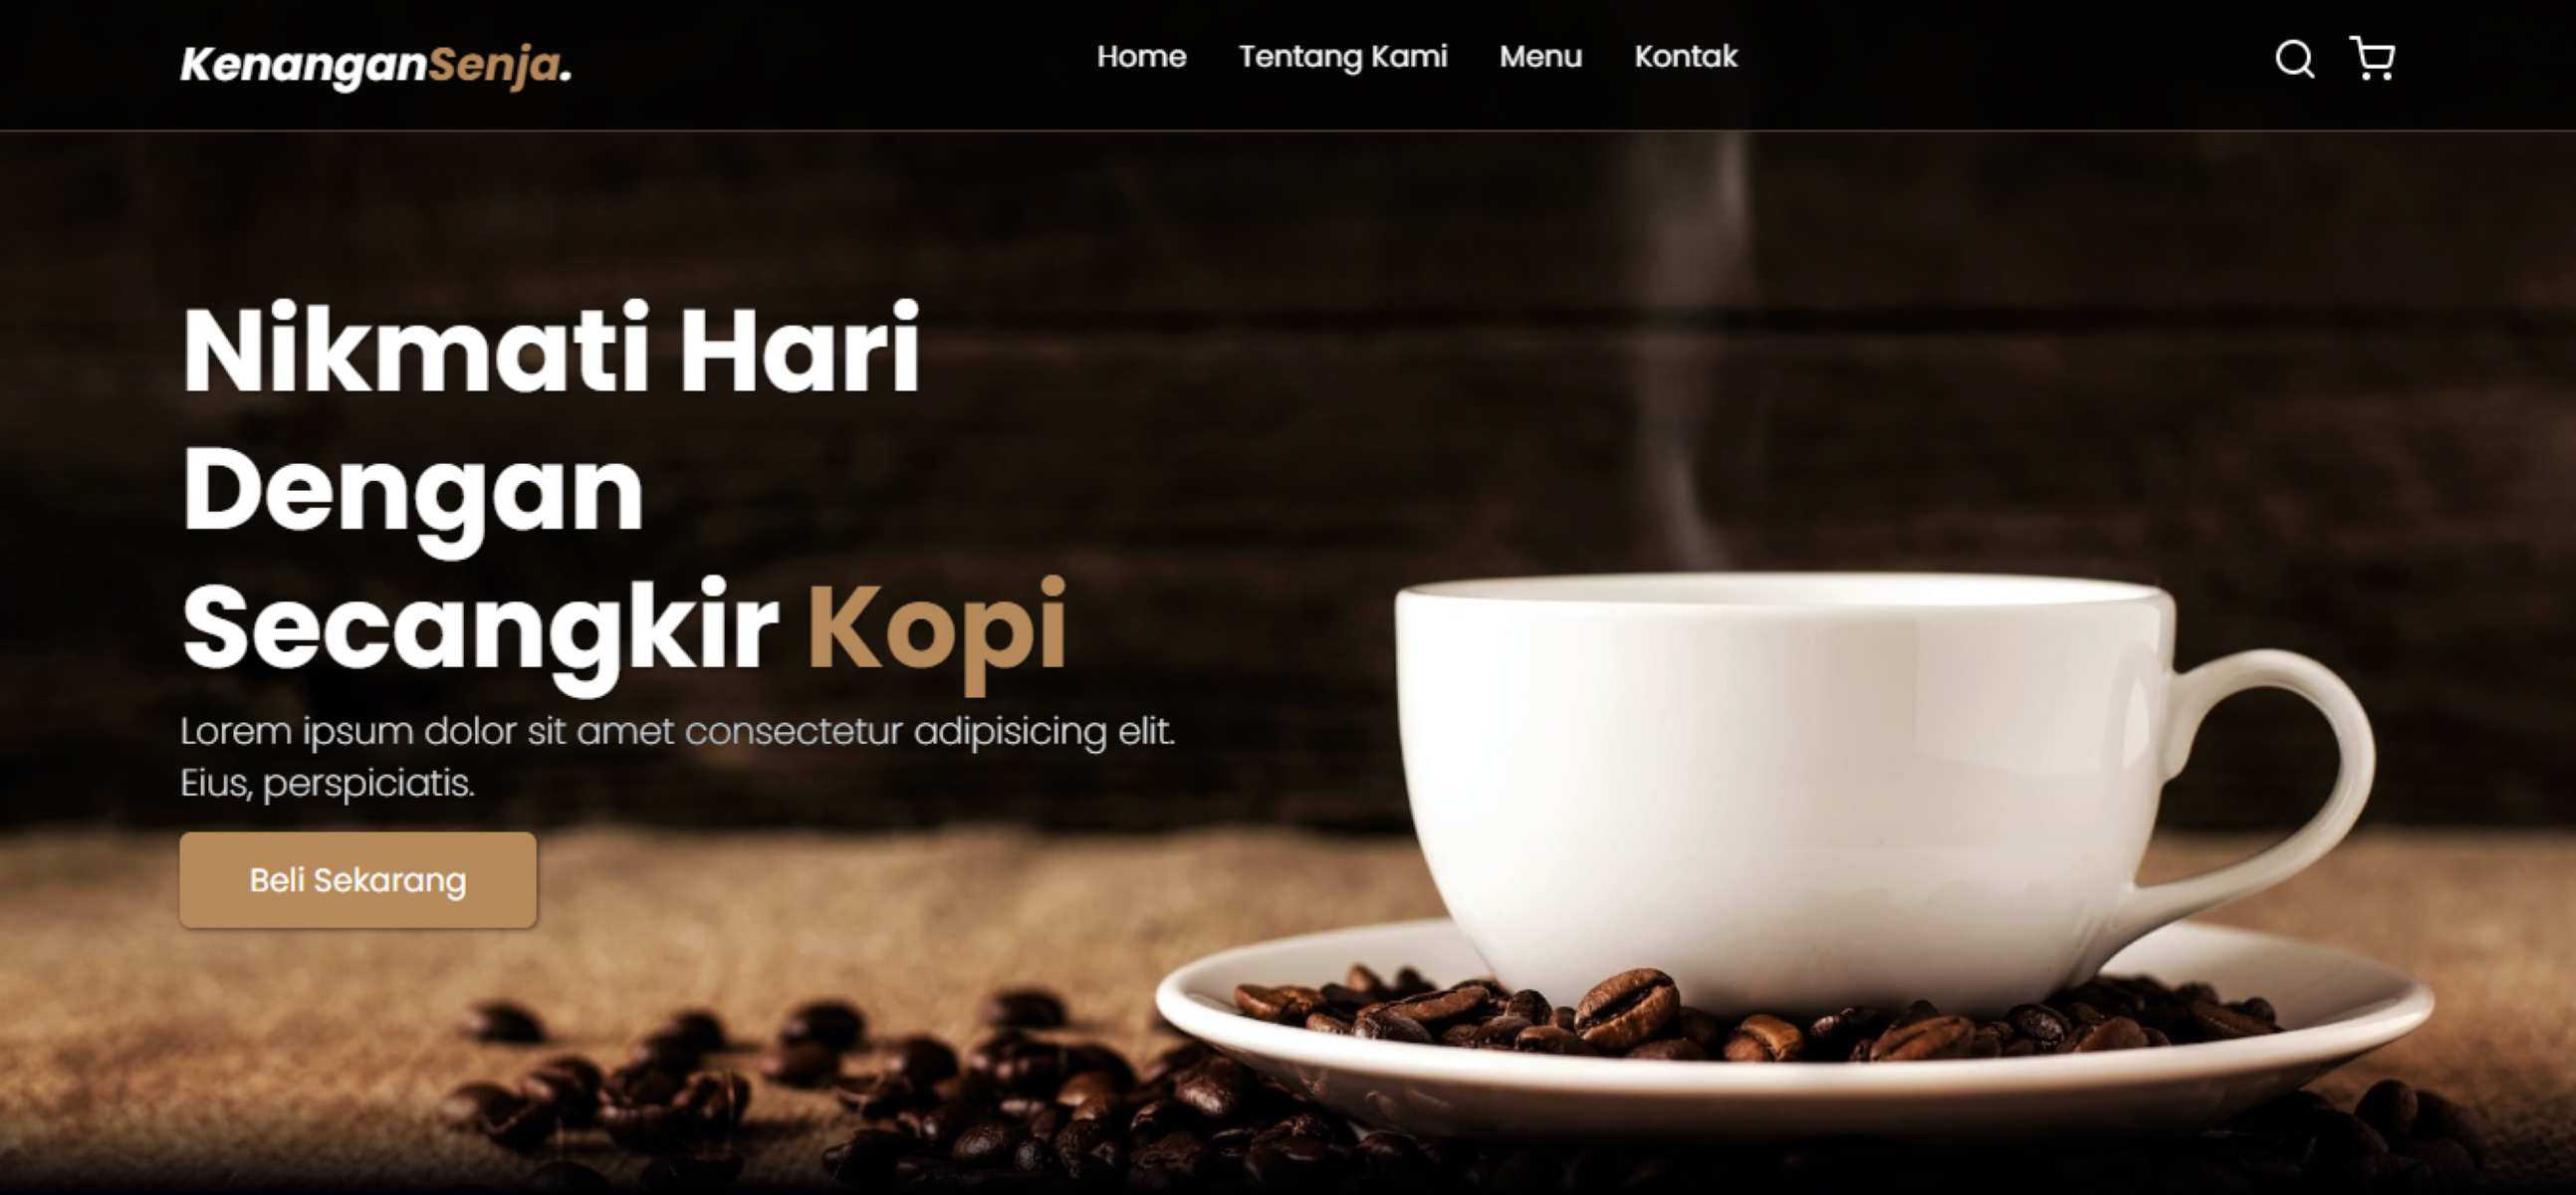 KenanganSenja.
Home Tentang Kami Menu Kontak
Nikmati Hari
Dengan
Secangkir Kopi
Lorem ipsum dolor sit amet consectetur adipisicing elit.
Eius, perspiciatis.
Beli Sekarang